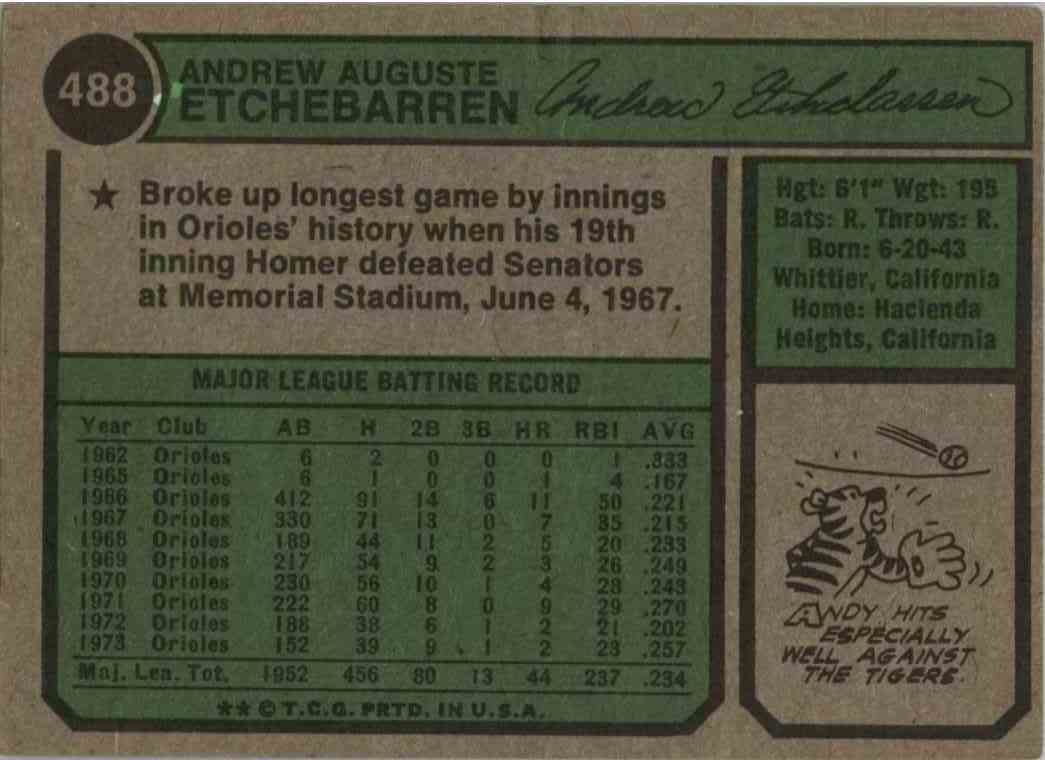 488
ANDREW AUGUSTE
ETCHEBARREN
Andrew Etchebarren
★ Broke up longest game by innings
in Orioles' history when his 19th
inning Homer defeated Senators
at Memorial Stadium, June 4, 1967.
Hgt: 6'1" Wgt: 195
Bats: R. Throws: R.
Born: 6-20-43
Whittier, California
Home: Hacienda
Heights, California
MAJOR LEAGUE BATTING RECORD
Year Club AB H 2B 3B HR RBI AVG
1962 Orioles 6 2 0 0 0 1 .333
1965 Orioles 6 1 0 0 1 4 .167
1966 Orioles 412 91 14 6 11 50 .221
1967 Orioles 330 71 13 0 7 35 .215
1968 Orioles 189 44 11 2 5 20 .233
1969 Orioles 217 54 9 2 3 26 .249
1970 Orioles 230 56 10 1 4 28 .243
1971 Orioles 222 60 8 0 9 29 .270
1972 Orioles 188 38 6 1 2 21 .202
1973 Orioles 152 39 9 1 2 23 .257
Maj. Lea. Tot. 1952 456 80 13 44 237 .234
** © T.C.G. PRTD. IN U.S.A.
ANDY HITS
ESPECIALLY
WELL AGAINST
THE TIGERS.